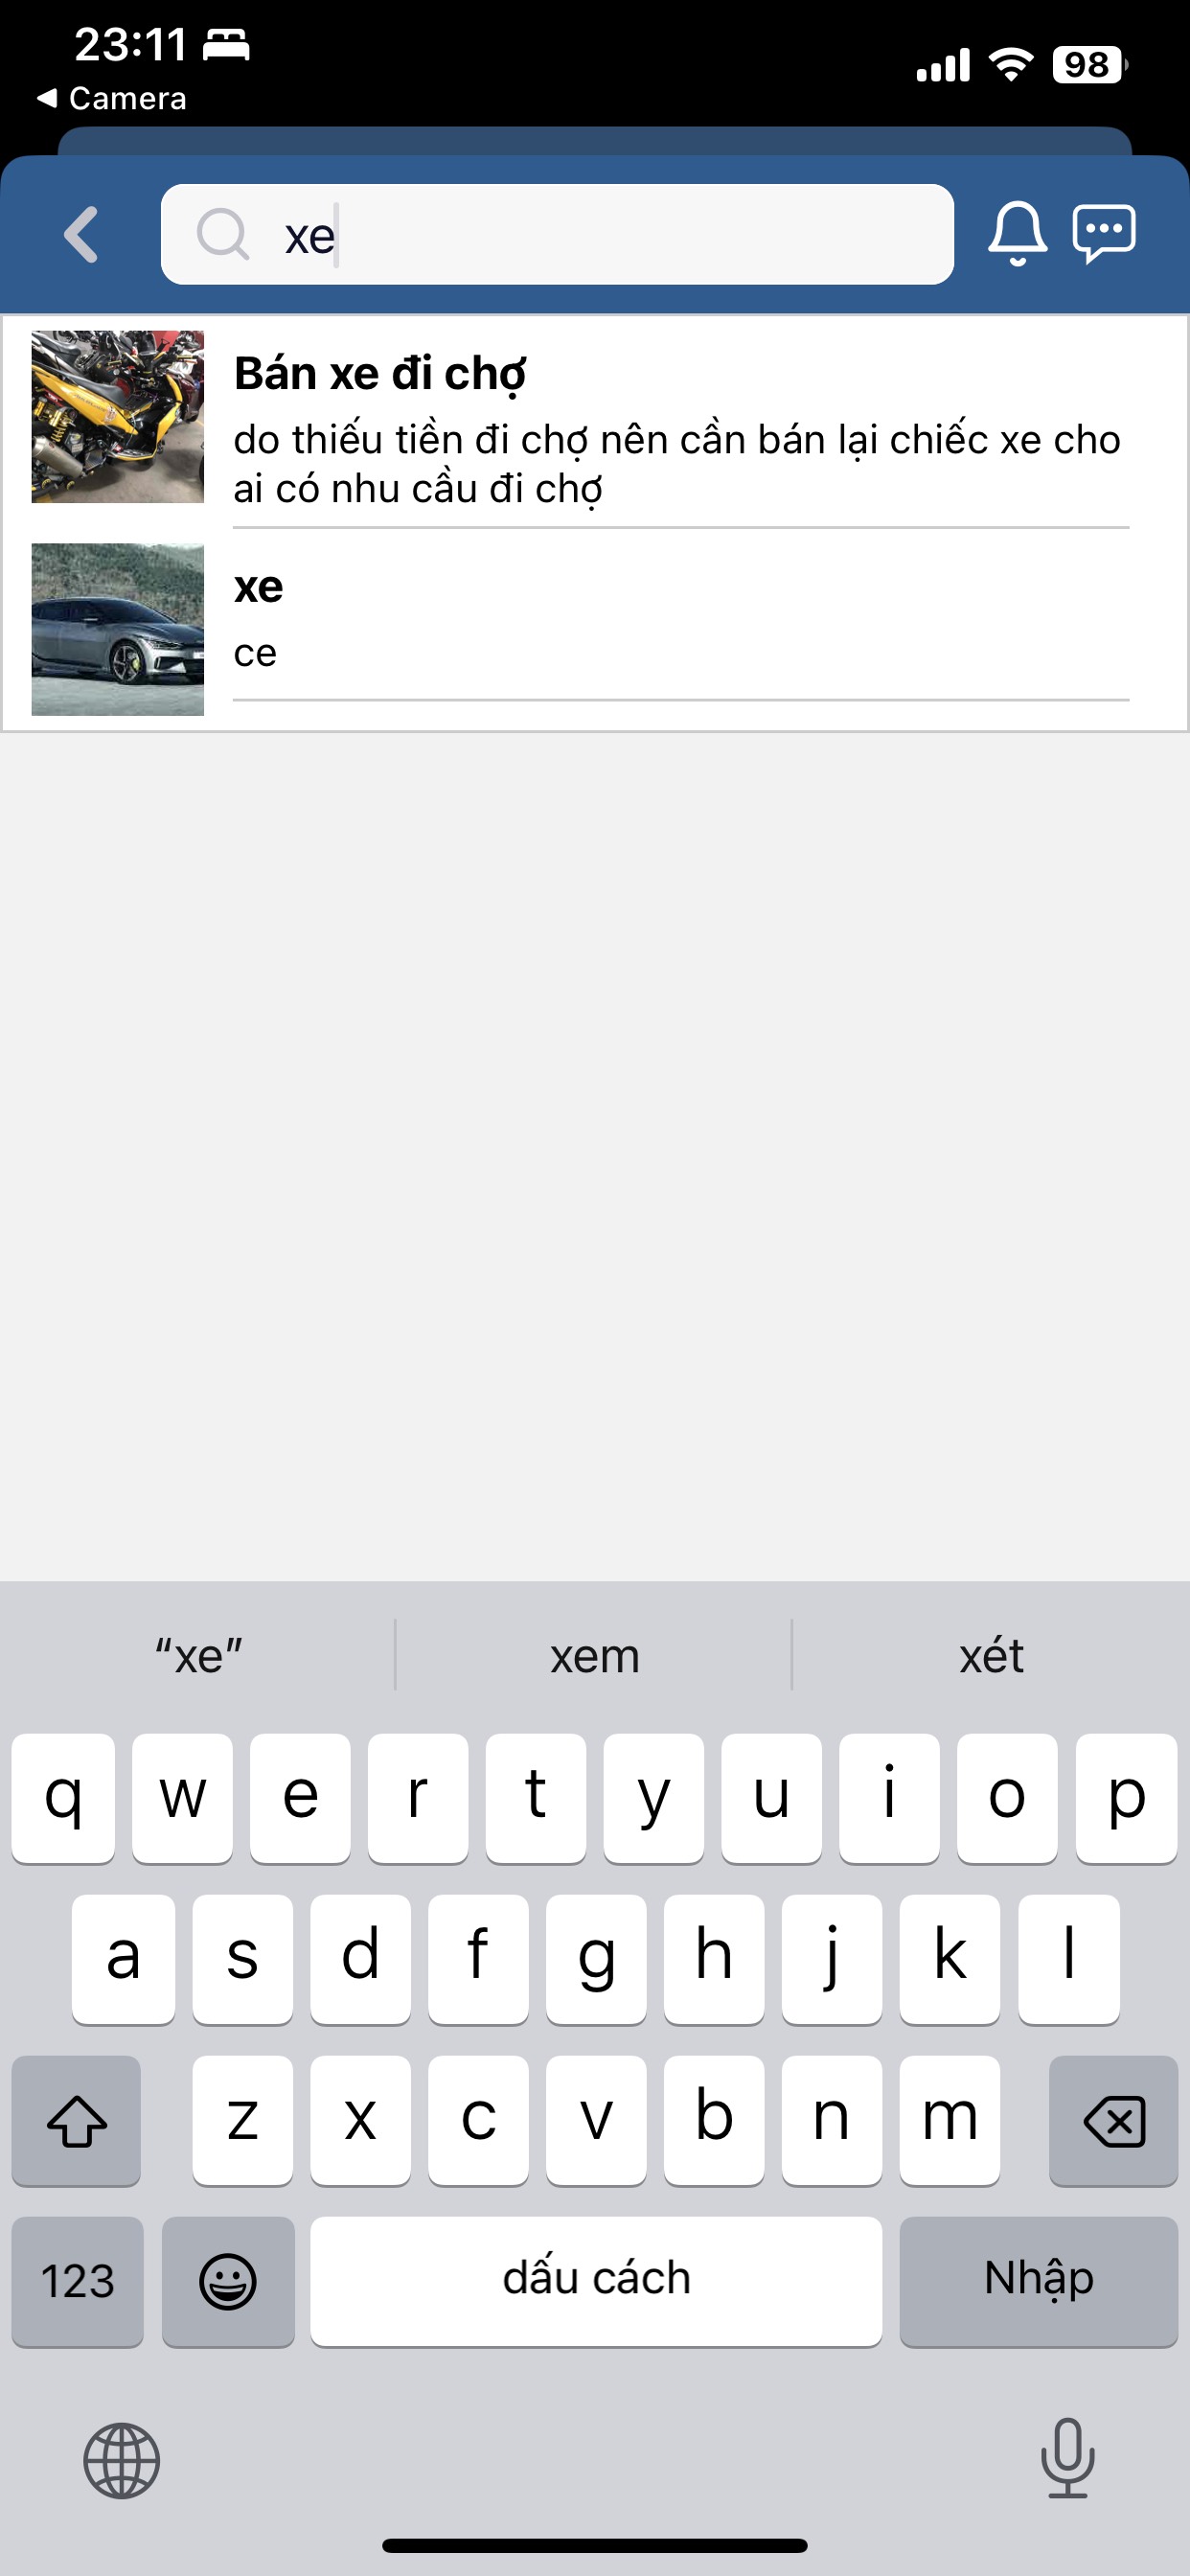 23:11
Camera
98
xe
Bán xe đi chợ
do thiếu tiền đi chợ nên cần bán lại chiếc xe cho
ai có nhu cầu đi chợ
xe
ce
“xe” xem xét
q w e r t y u i o p
a s d f g h j k l
z x c v b n m
123 dấu cách Nhập